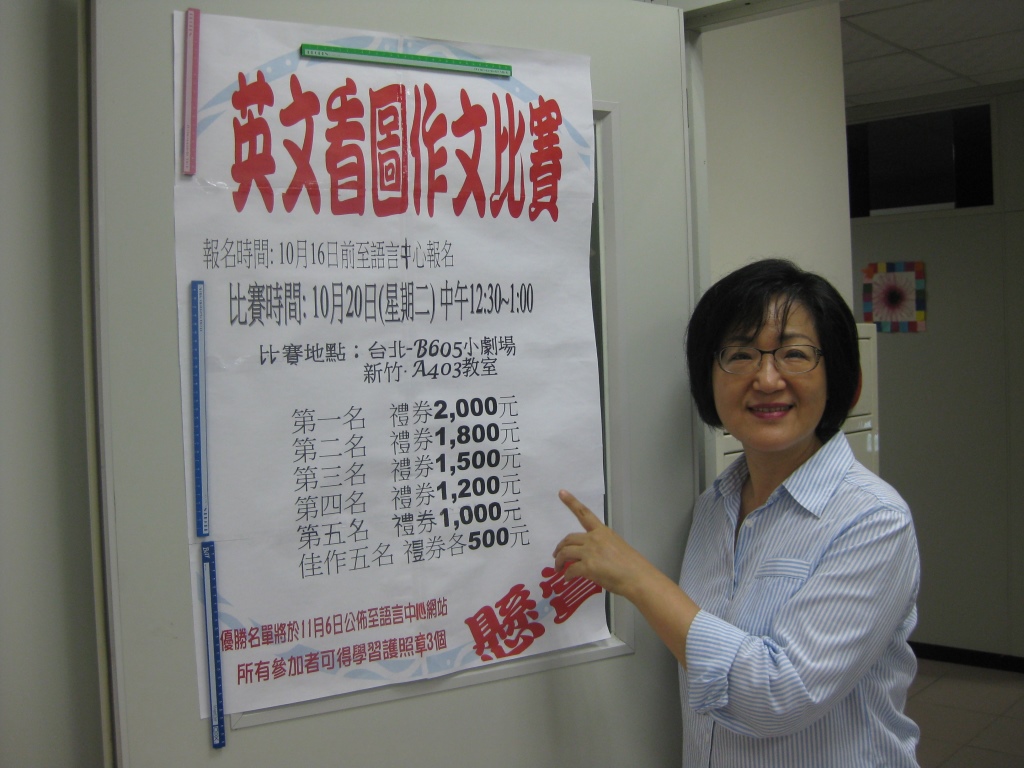 英文看圖作文比賽
報名時間: 10月16日前至語言中心報名
比賽時間: 10月20日(星期二) 中午12:30~1:00
比賽地點：台北-B605小劇場
新竹- A403教室
第一名 禮券2,000元
第二名 禮券1,800元
第三名 禮券1,500元
第四名 禮券1,200元
第五名 禮券1,000元
佳作五名 禮券各500元
懸賞
優勝名單將於11月6日公佈至語言中心網站
所有參加者可得學習護照章3個